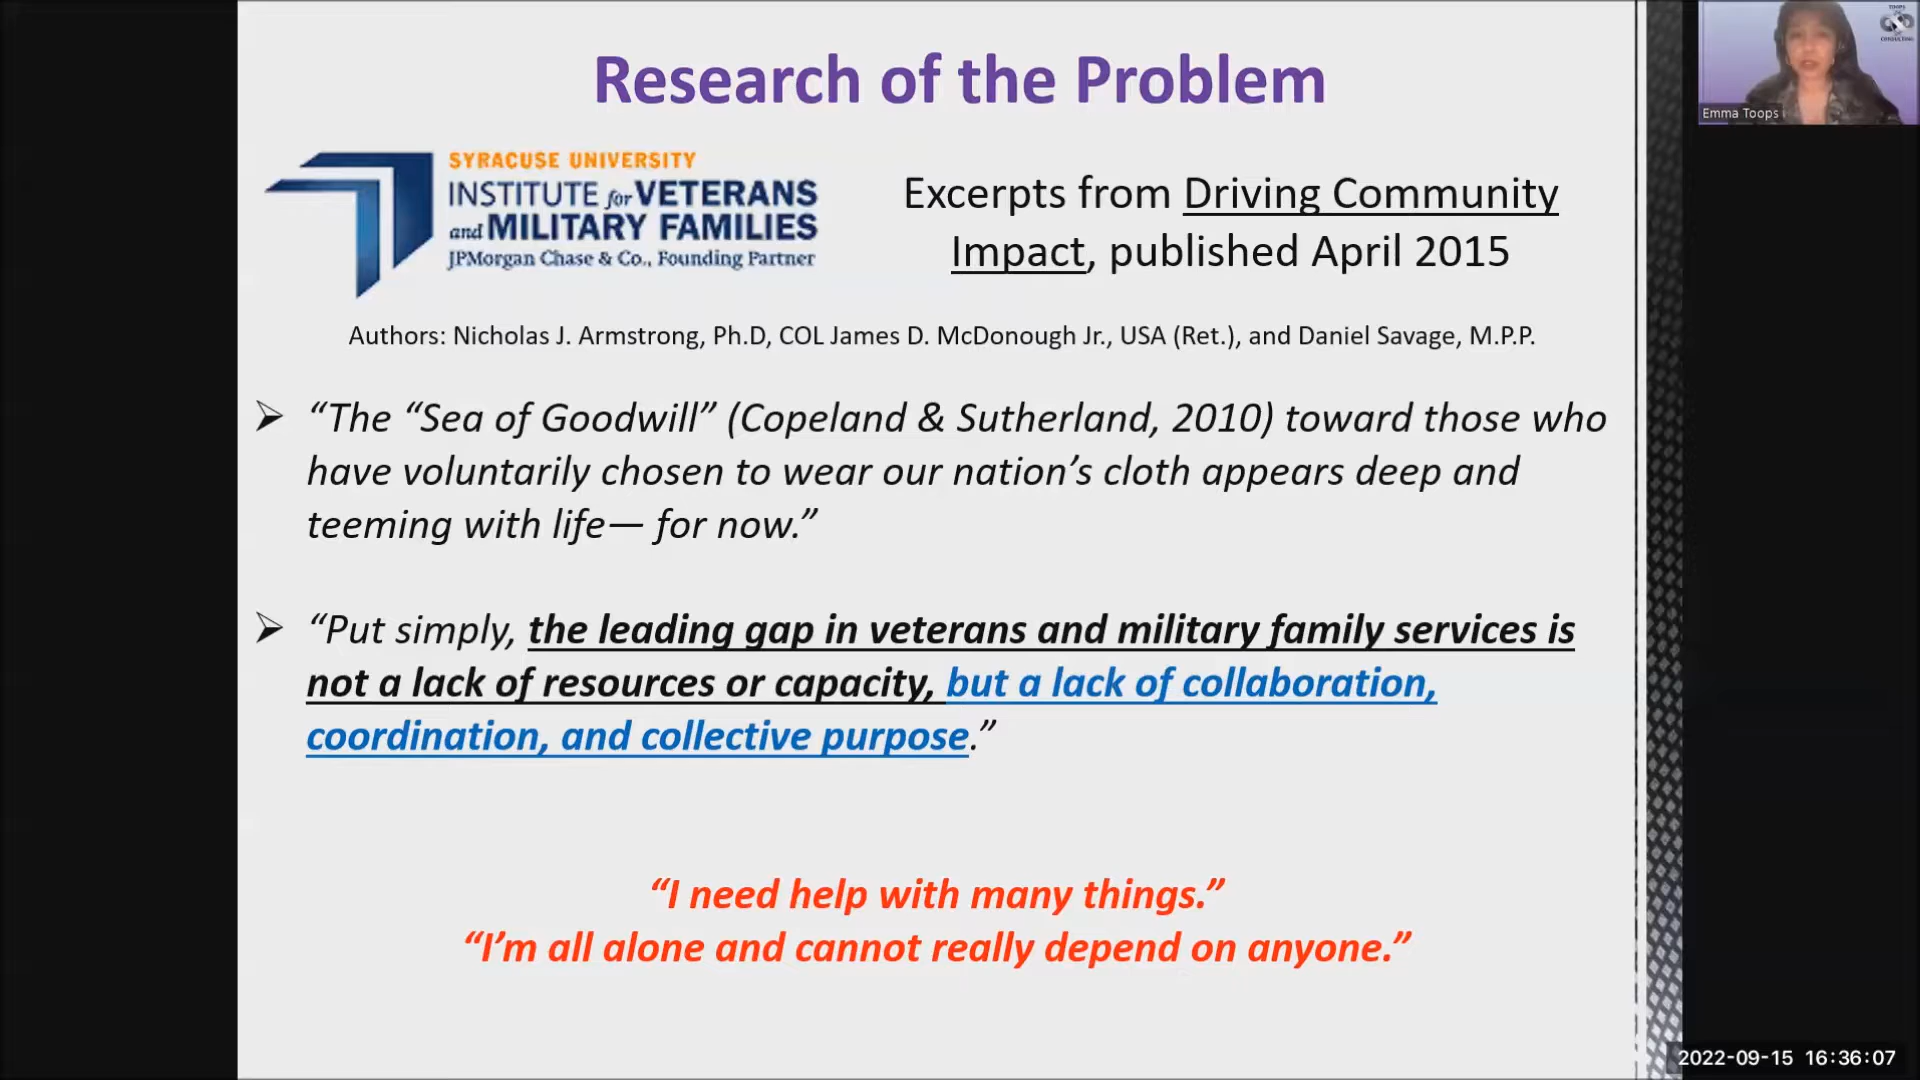 Research of the Problem
SYRACUSE UNIVERSITY
INSTITUTE for VETERANS
and MILITARY FAMILIES
JPMorgan Chase & Co., Founding Partner
Excerpts from Driving Community
Impact, published April 2015
Authors: Nicholas J. Armstrong, Ph.D, COL James D. McDonough Jr., USA (Ret.), and Daniel Savage, M.P.P.
“The “Sea of Goodwill” (Copeland & Sutherland, 2010) toward those who
have voluntarily chosen to wear our nation’s cloth appears deep and
teeming with life— for now.”
“Put simply, the leading gap in veterans and military family services is
not a lack of resources or capacity, but a lack of collaboration,
coordination, and collective purpose.”
“I need help with many things.”
“I’m all alone and cannot really depend on anyone.”
TOOPS
CONSULTING
Emma Toops
2022-09-15 16:36:07